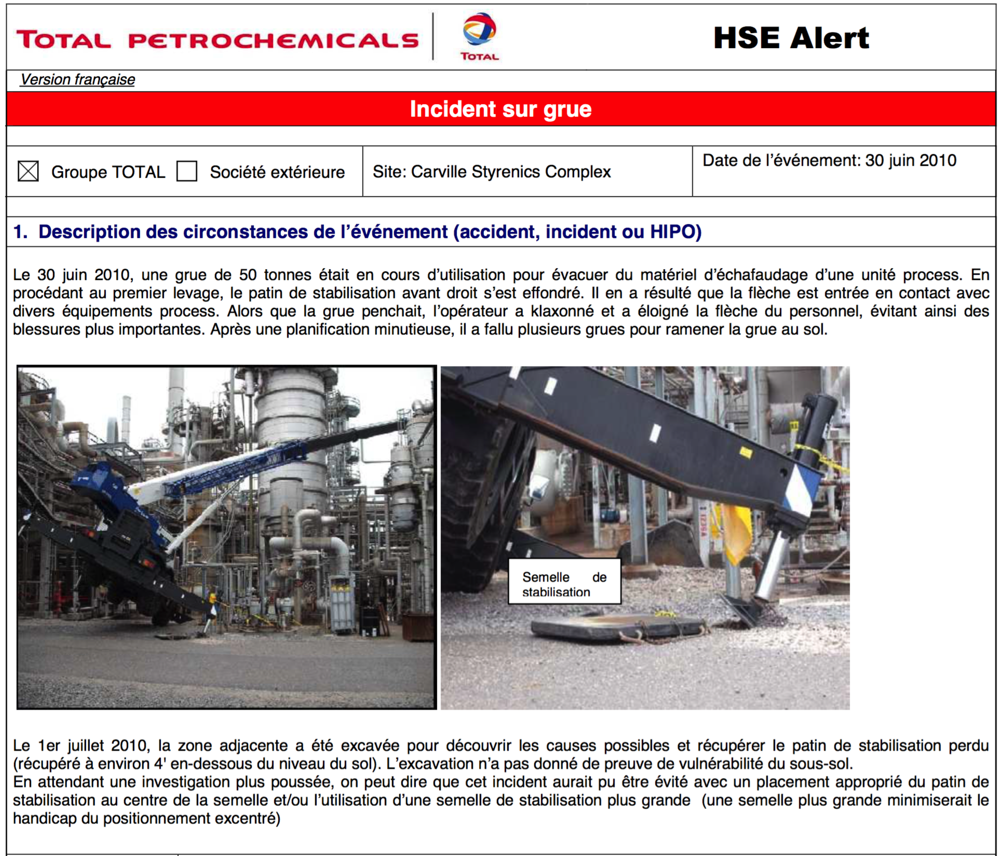 TOTAL PETROCHEMICALS
TOTAL
HSE Alert
Version française
Incident sur grue
Groupe TOTAL Société extérieure
Site: Carville Styrenics Complex
Date de l'événement: 30 juin 2010
1. Description des circonstances de l'événement (accident, incident ou HIPO)
Le 30 juin 2010, une grue de 50 tonnes était en cours d'utilisation pour évacuer du matériel d'échafaudage d'une unité process. En
procédant au premier levage, le patin de stabilisation avant droit s'est effondré. Il en a résulté que la flèche est entrée en contact avec
divers équipements process. Alors que la grue penchait, l'opérateur a klaxonné et a éloigné la flèche du personnel, évitant ainsi des
blessures plus importantes. Après une planification minutieuse, il a fallu plusieurs grues pour ramener la grue au sol.
Semelle de
stabilisation
Le 1er juillet 2010, la zone adjacente a été excavée pour découvrir les causes possibles et récupérer le patin de stabilisation perdu
(récupéré à environ 4' en-dessous du niveau du sol). L'excavation n'a pas donné de preuve de vulnérabilité du sous-sol.
En attendant une investigation plus poussée, on peut dire que cet incident aurait pu être évité avec un placement approprié du patin de
stabilisation au centre de la semelle et/ou l'utilisation d'une semelle de stabilisation plus grande (une semelle plus grande minimiserait le
handicap du positionnement excentré)